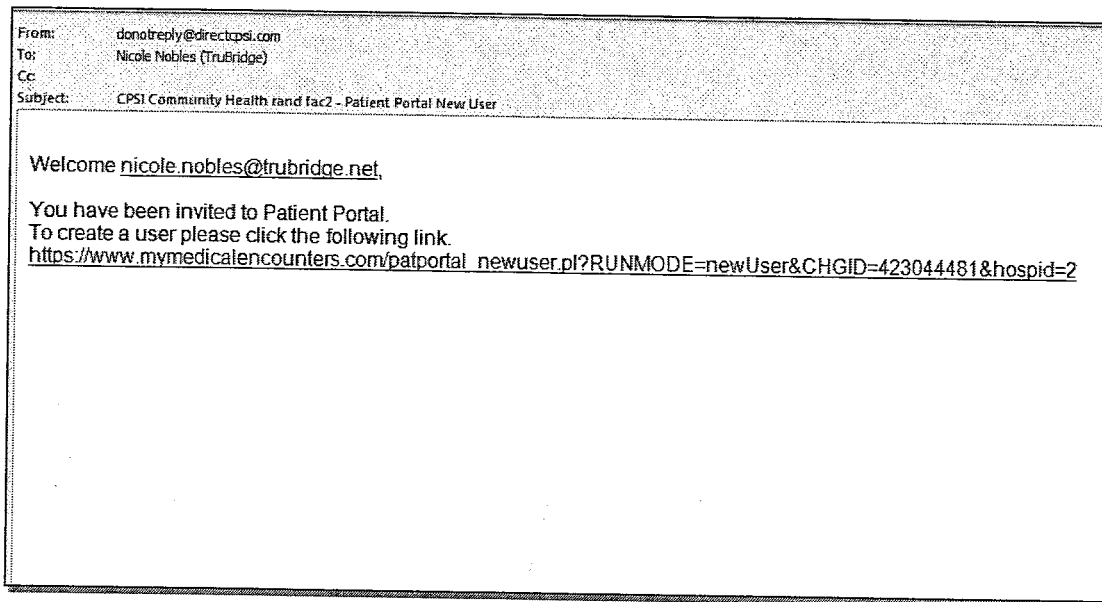 From: donotreply@directcpsi.com
To: Nicole Nobles (TruBridge)
Cc
Subject: CPSI Community Health rand fac2 - Patient Portal New User
Welcome nicole.nobles@trubridge.net,
You have been invited to Patient Portal.
To create a user please click the following link.
https://www.mymedicalencounters.com/patportal_newuser.pl?RUNMODE=newUser&CHGID=423044481&hospid=2